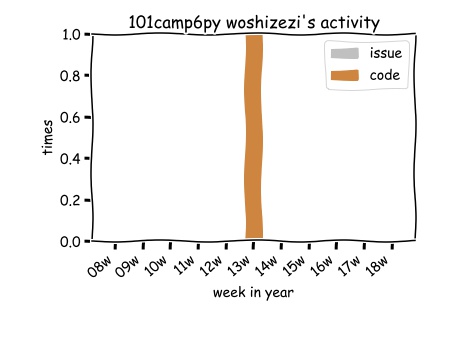 101camp6py woshizezi's activity
1.0
0.8
0.6
0.4
0.2
0.0
times
issue
code
08w 09w 10w 11w 12w 13w 14w 15w 16w 17w 18w
week in year